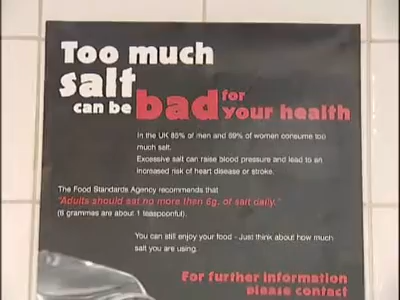 Too much
salt
can be bad for
your health
In the UK 85% of men and 69% of women consume too
much salt.
Excessive salt can raise blood pressure and lead to an
increased risk of heart disease or stroke.
The Food Standards Agency recommends that
"Adults should eat no more than 6g. of salt daily."
(6 grammes are about 1 teaspoonful).
You can still enjoy your food - Just think about how much
salt you are using.
For further information
please contact